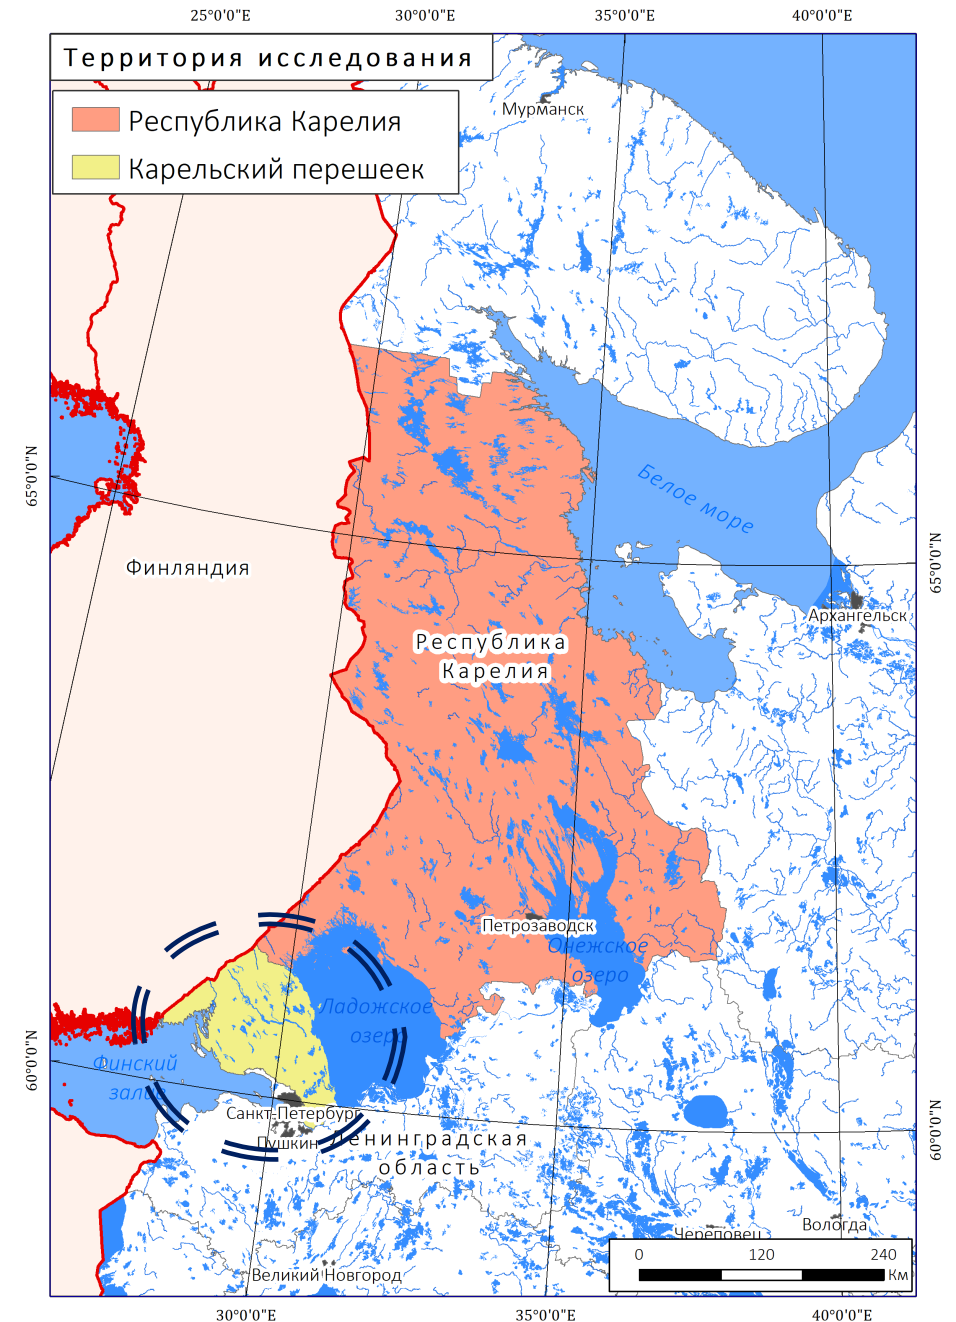 25°0'0"E 30°0'0"E 35°0'0"E 40°0'0"E
Территория исследования
Республика Карелия
Карельский перешеек
Мурманск
Белое море
65°0'0"N
65°0'0"N
Финляндия
Архангельск
Республика
Карелия
Петрозаводск
Онежское
озеро
Ладожское
озеро
60°0'0"N
Финский
залив
Санкт-Петербург
Пушкин
Ленинградская
область
60°0'0"N
Вологда
Череповец
Великий Новгород
0 120 240
Км
30°0'0"E 35°0'0"E 40°0'0"E